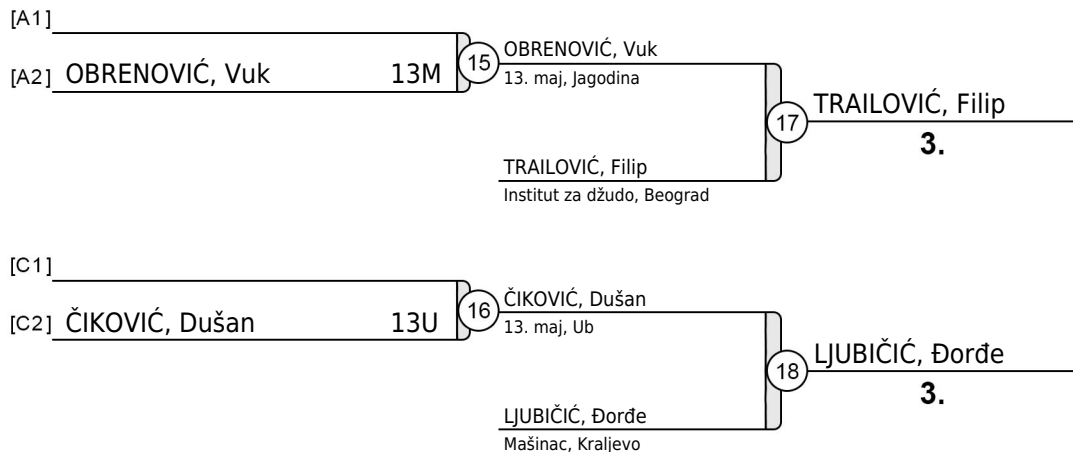 [A1]
[A2] OBRENOVIĆ, Vuk 13M
15
OBRENOVIĆ, Vuk
13. maj, Jagodina
17
TRAILOVIĆ, Filip
3.
TRAILOVIĆ, Filip
Institut za džudo, Beograd
[C1]
[C2] ČIKOVIĆ, Dušan 13U
16
ČIKOVIĆ, Dušan
13. maj, Ub
18
LJUBIČIĆ, Đorđe
3.
LJUBIČIĆ, Đorđe
Mašinac, Kraljevo